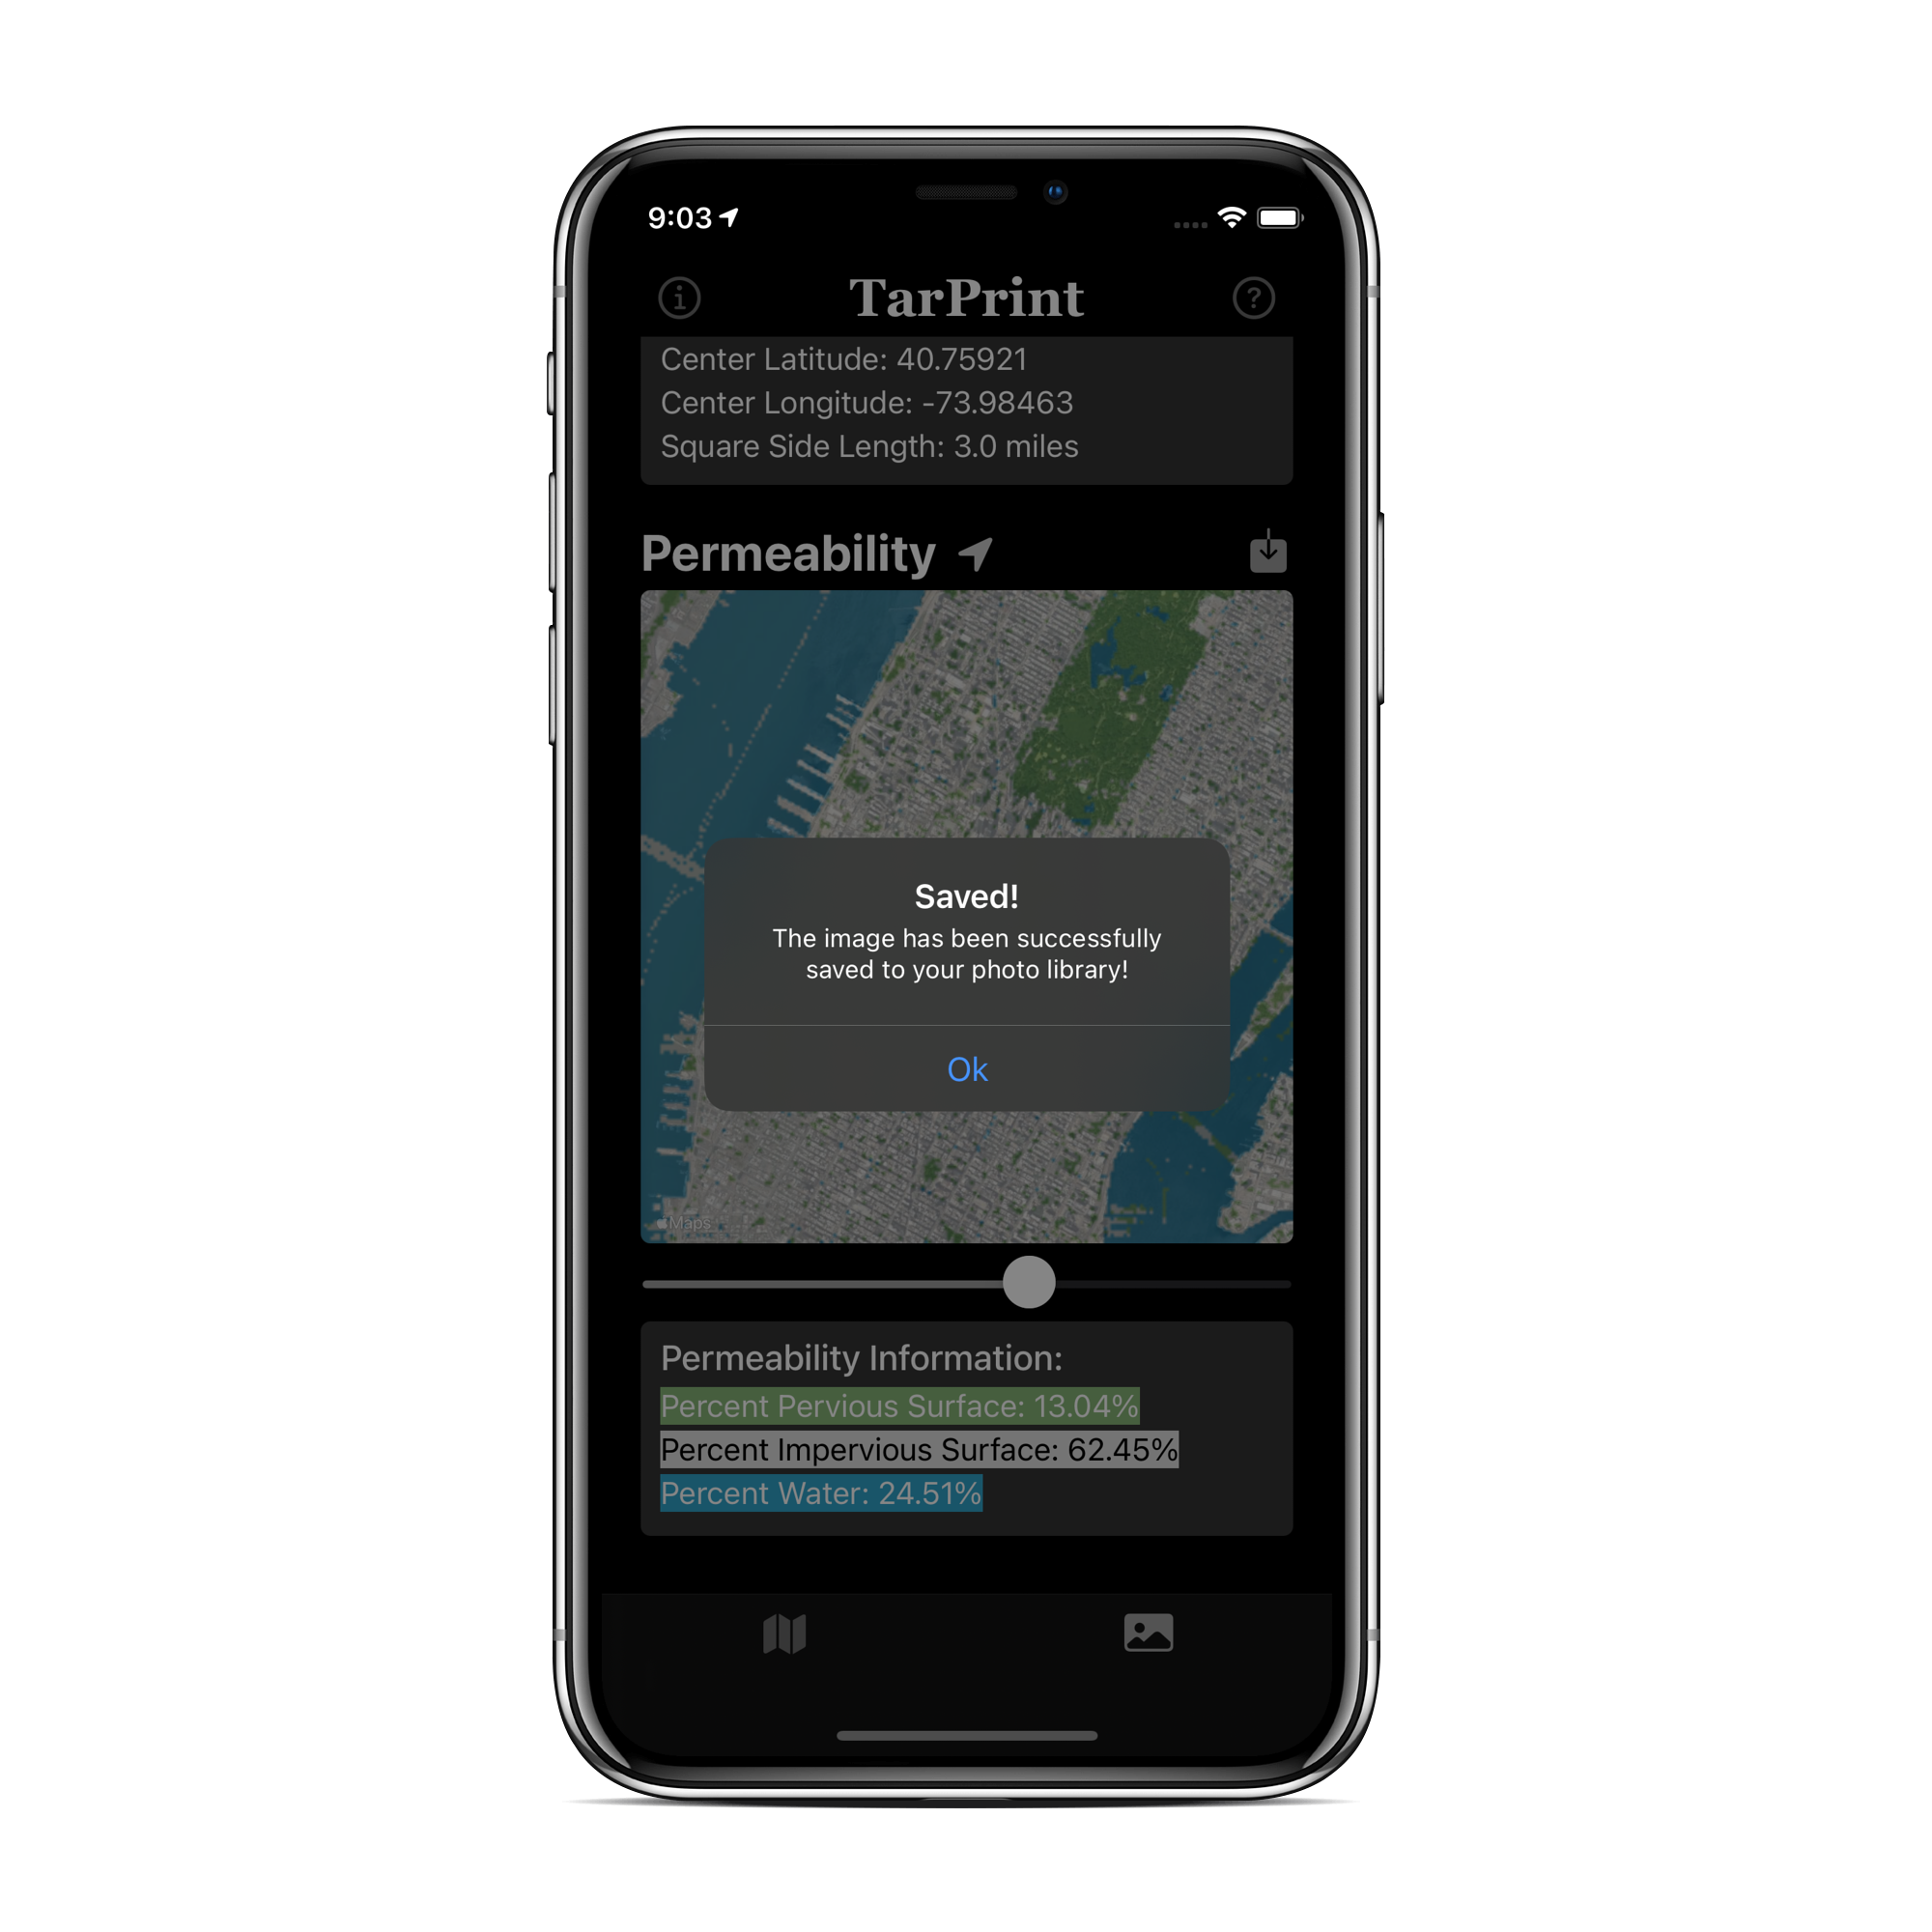 9:03
TarPrint
Center Latitude: 40.75921
Center Longitude: -73.98463
Square Side Length: 3.0 miles
Permeability
Saved!
The image has been successfully
saved to your photo library!
Ok
Maps
Permeability Information:
Percent Pervious Surface: 13.04%
Percent Impervious Surface: 62.45%
Percent Water: 24.51%